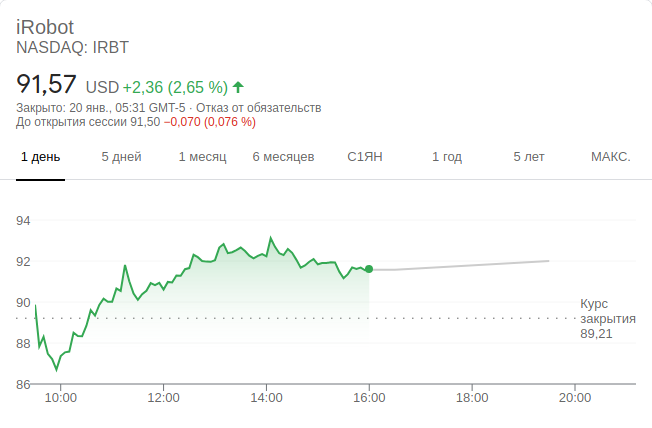 iRobot
NASDAQ: IRBT
91,57 USD +2,36 (2,65 %)
Закрыто: 20 янв., 05:31 GMT-5 · Отказ от обязательств
До открытия сессии 91,50 −0,070 (0,076 %)
1 день 5 дней 1 месяц 6 месяцев С1ЯН 1 год 5 лет МАКС.
94
92
90
88
86
Курс
закрытия
89,21
10:00 12:00 14:00 16:00 18:00 20:00